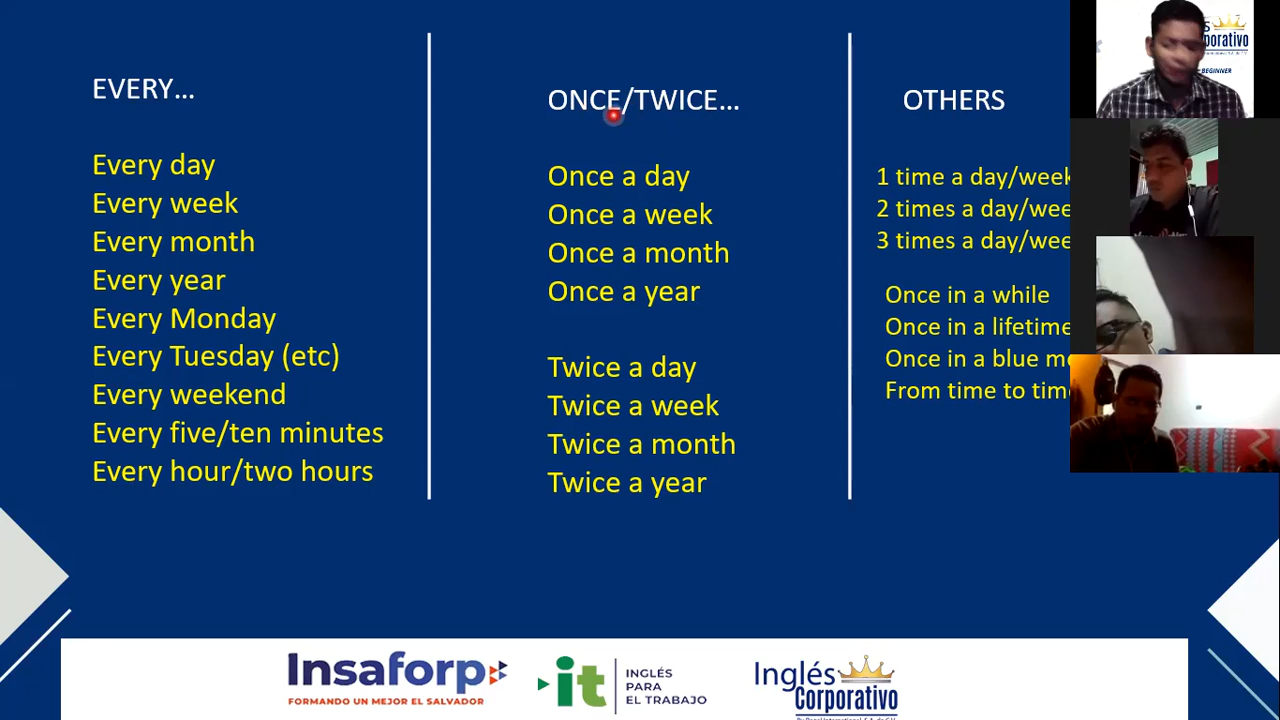 EVERY…
Every day
Every week
Every month
Every year
Every Monday
Every Tuesday (etc)
Every weekend
Every five/ten minutes
Every hour/two hours
ONCE/TWICE…
Once a day
Once a week
Once a month
Once a year
Twice a day
Twice a week
Twice a month
Twice a year
OTHERS
1 time a day/week
2 times a day/wee
3 times a day/wee
Once in a while
Once in a lifetime
Once in a blue
From time to tim
porativo
BEGINNER
Insaforp
FORMANDO UN MEJOR EL SALVADOR
it
INGLÉS
PARA
EL TRABAJO
Inglés
Corporativo